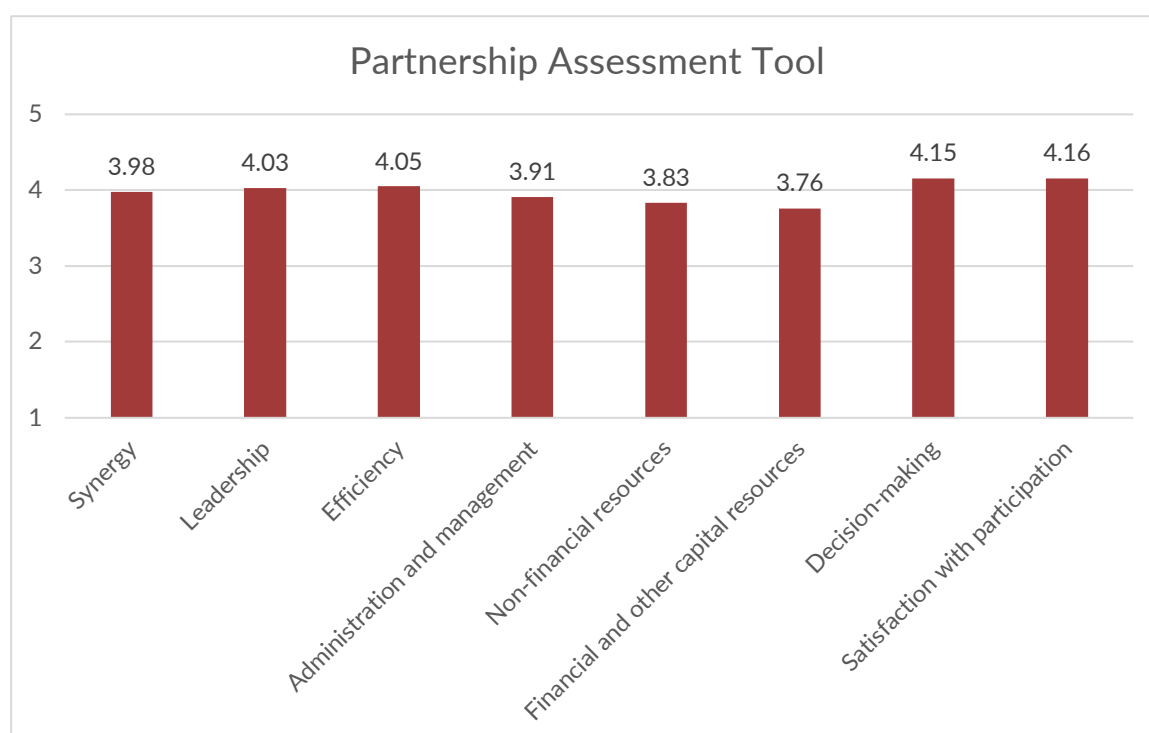 Partnership Assessment Tool
5
4
3
2
1
3.98
4.03
4.05
3.91
3.83
3.76
4.15
4.16
Synergy
Leadership
Efficiency
Administration and management
Non-financial resources
Financial and other capital resources
Decision-making
Satisfaction with participation